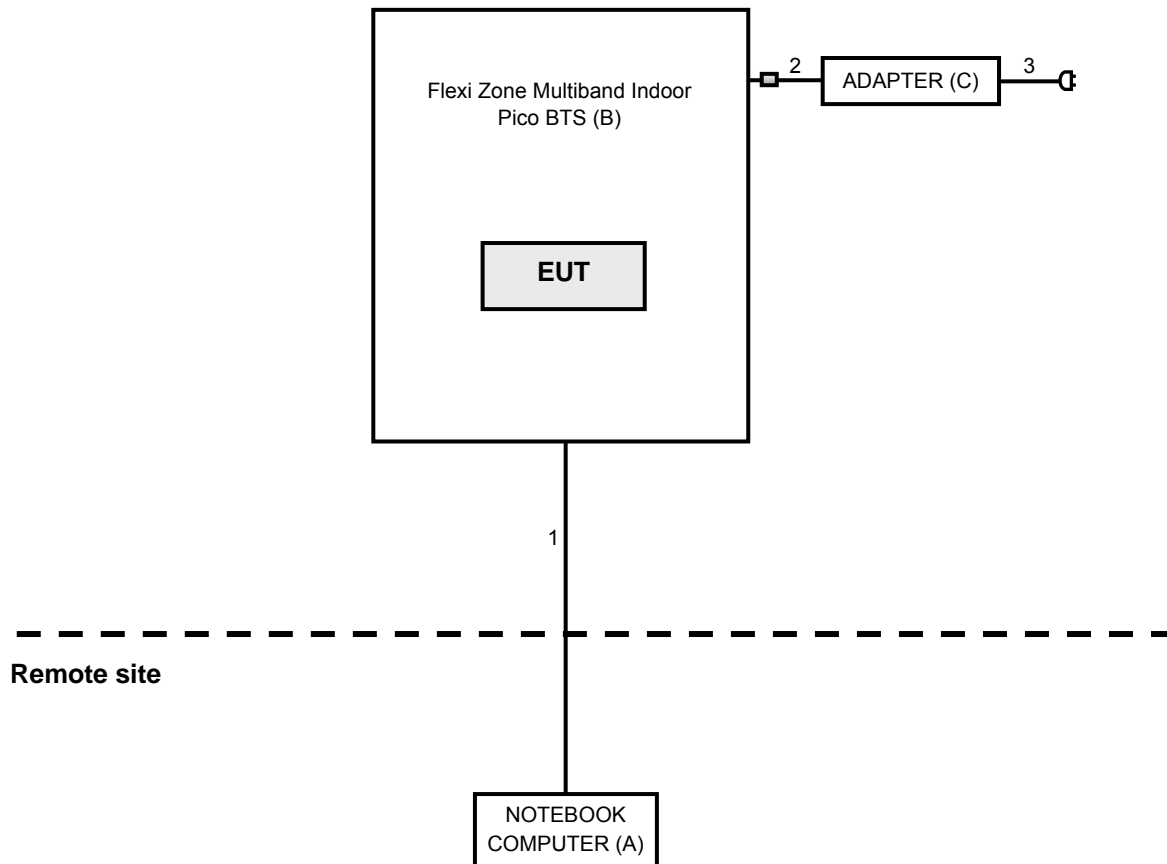 Flexi Zone Multiband Indoor
Pico BTS (B)
2
ADAPTER (C)
3
EUT
1
Remote site
NOTEBOOK
COMPUTER (A)